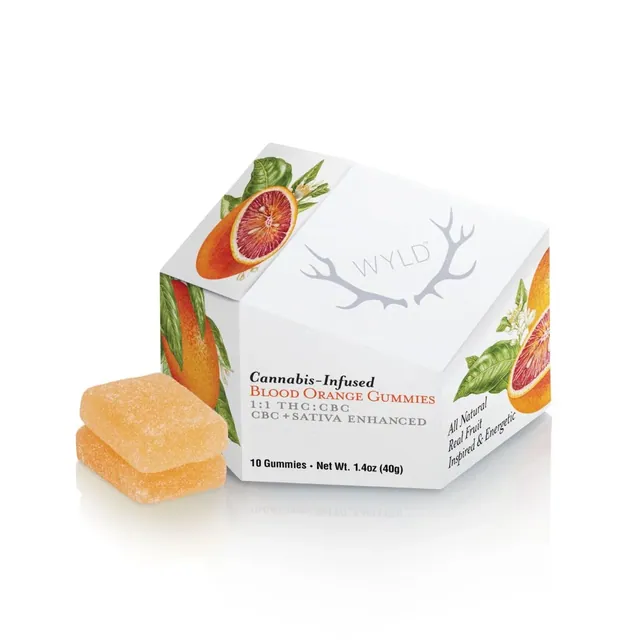 WYLD™
Cannabis-Infused
BLOOD ORANGE GUMMIES
1:1 THC:CBC
CBC + SATIVA ENHANCED
10 Gummies • Net Wt. 1.4oz (40g)
All Natural
Real Fruit
Inspired & Energetic